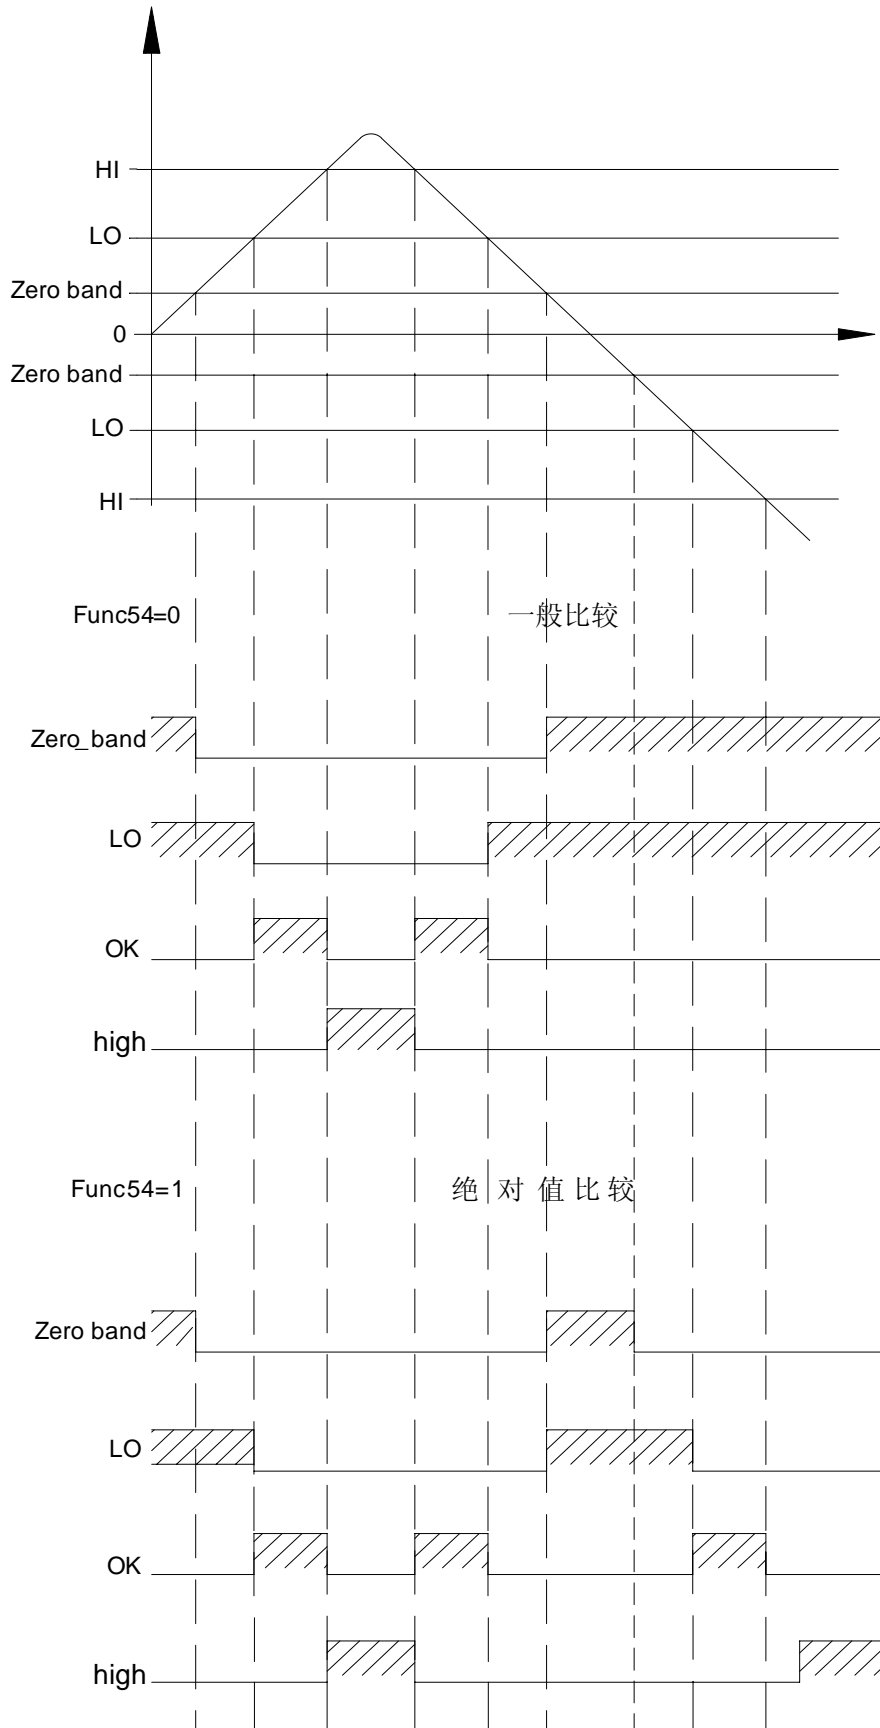 HI
LO
Zero band
0
Zero band
LO
HI
Func54=0 一般比较
Zero_band
LO
OK
high
Func54=1 绝对值比较
Zero band
LO
OK
high